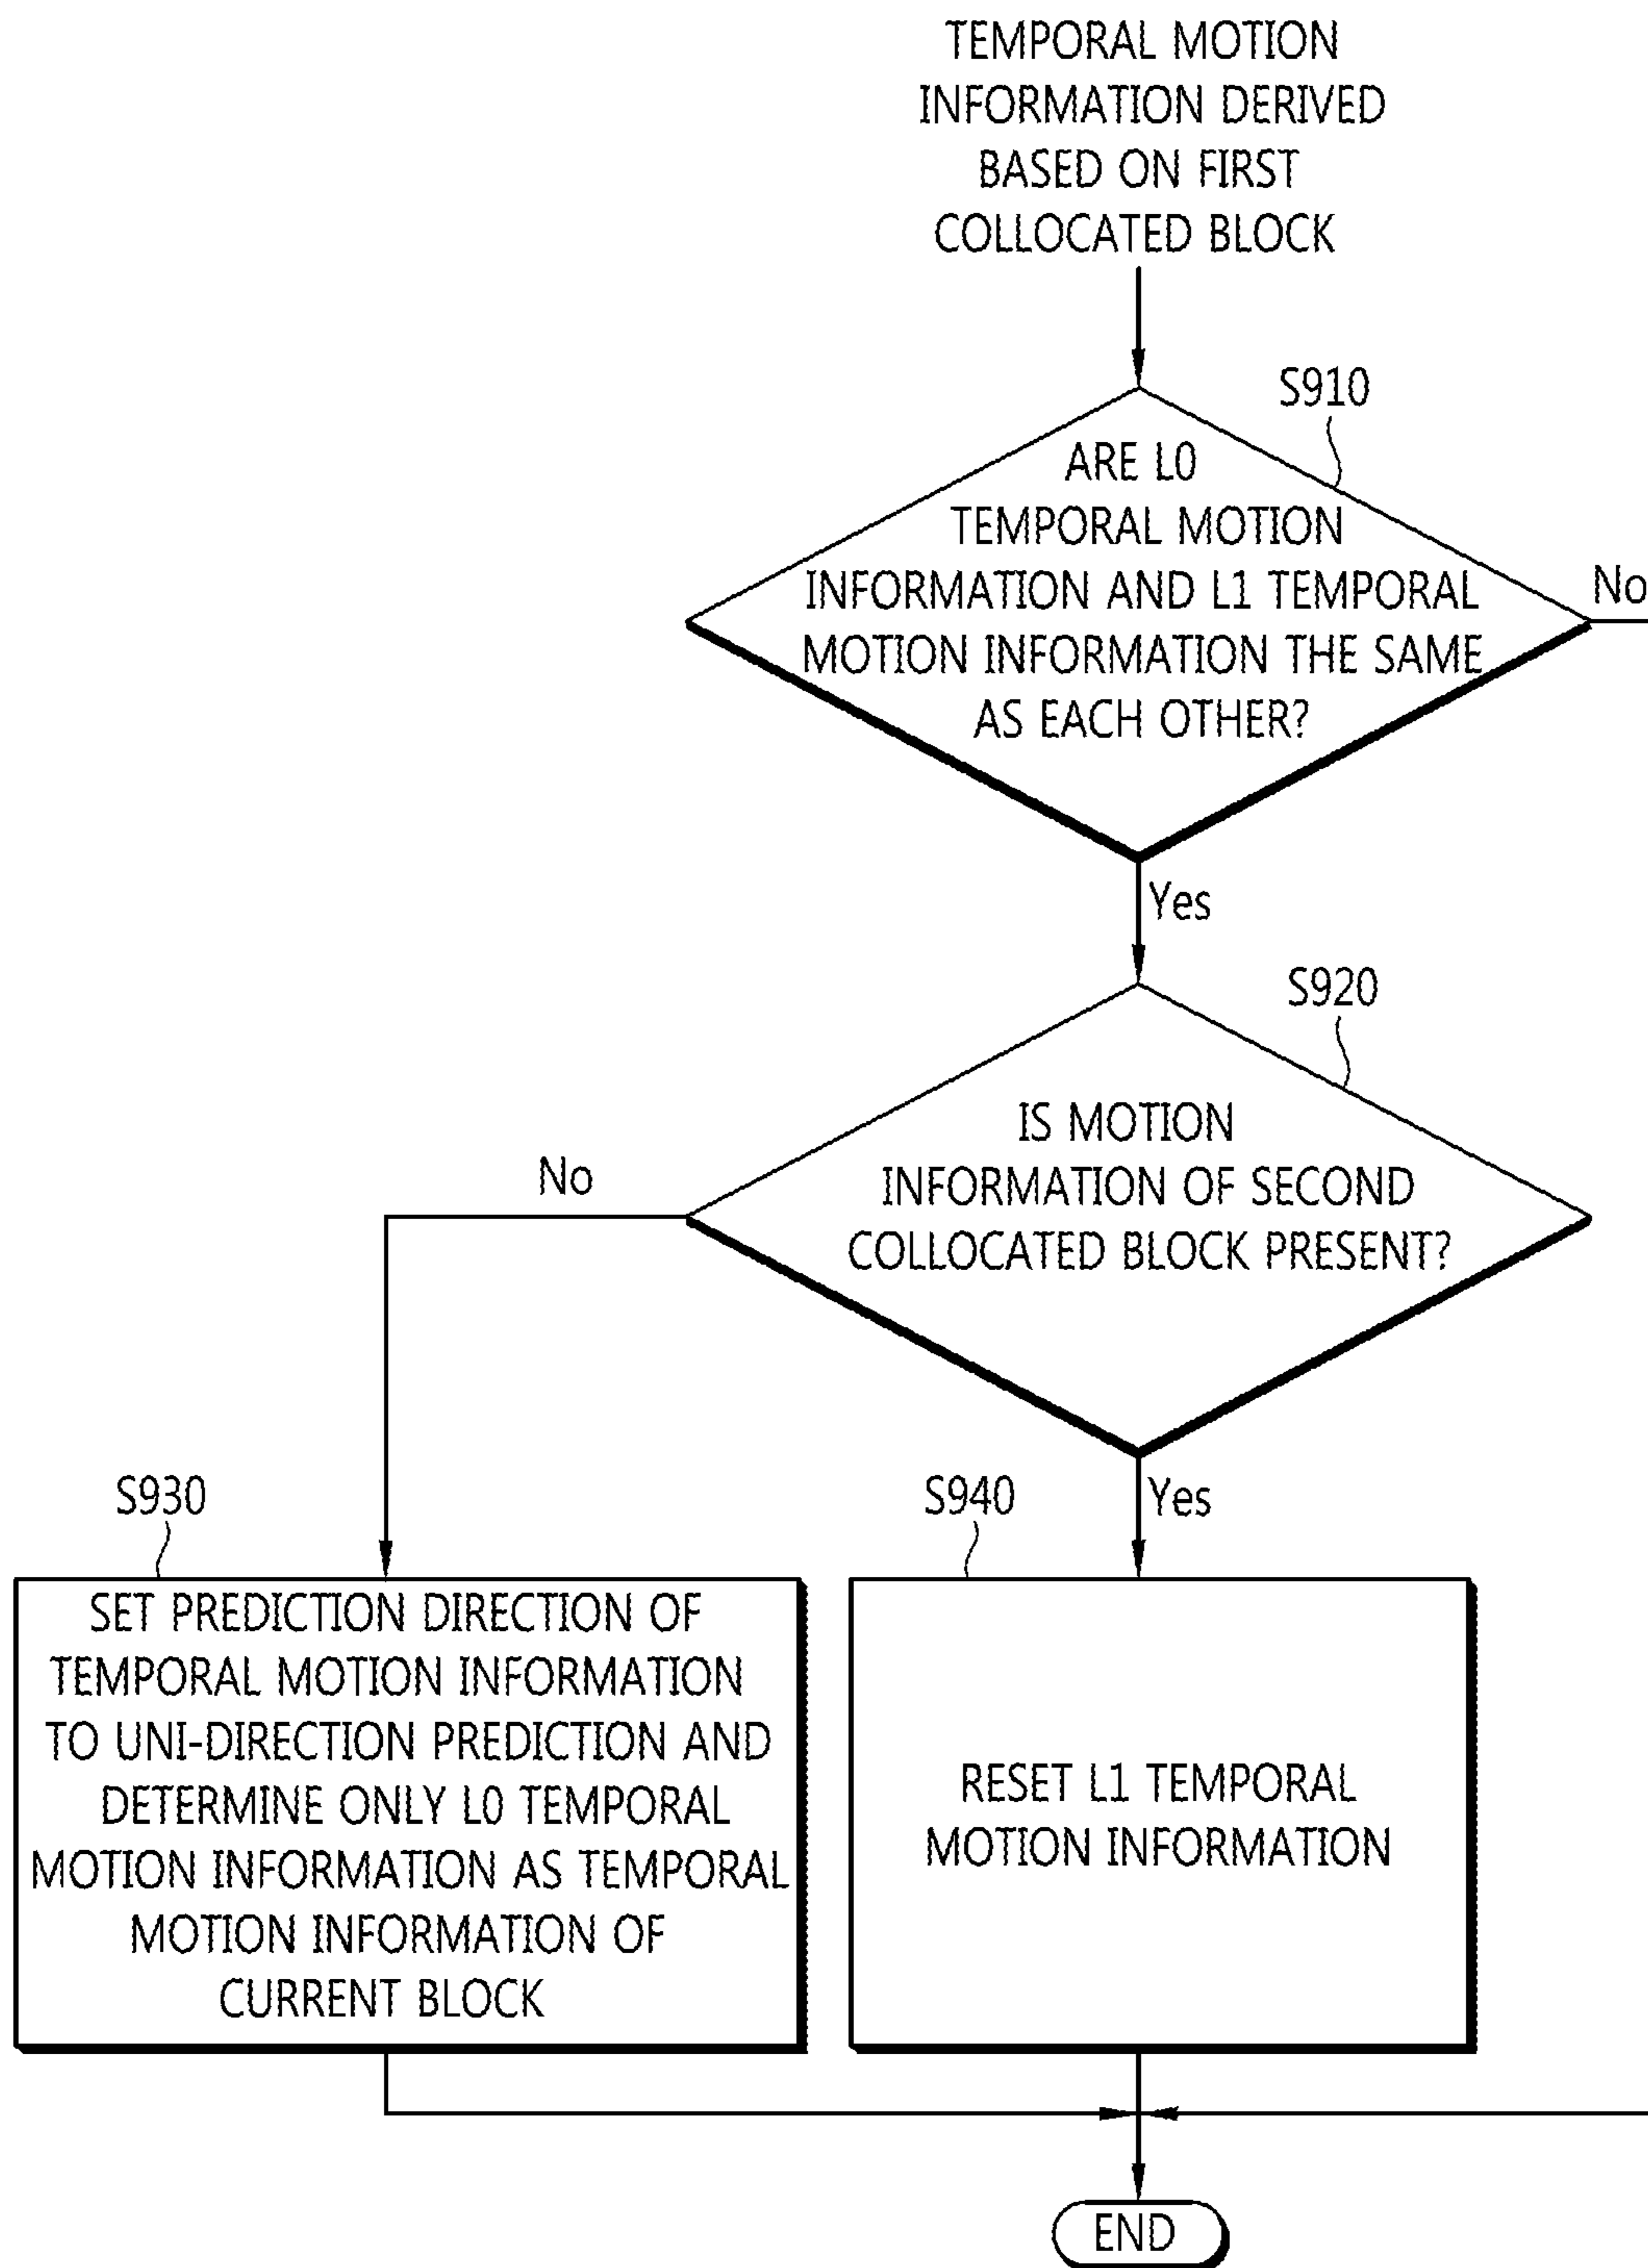 TEMPORAL MOTION
INFORMATION DERIVED
BASED ON FIRST
COLLOCATED BLOCK
S910
ARE L0
TEMPORAL MOTION
INFORMATION AND L1 TEMPORAL
MOTION INFORMATION THE SAME
AS EACH OTHER?
No
Yes
S920
IS MOTION
INFORMATION OF SECOND
COLLOCATED BLOCK PRESENT?
No
Yes
S930
SET PREDICTION DIRECTION OF
TEMPORAL MOTION INFORMATION
TO UNI-DIRECTION PREDICTION AND
DETERMINE ONLY L0 TEMPORAL
MOTION INFORMATION AS TEMPORAL
MOTION INFORMATION OF
CURRENT BLOCK
S940
RESET L1 TEMPORAL
MOTION INFORMATION
END